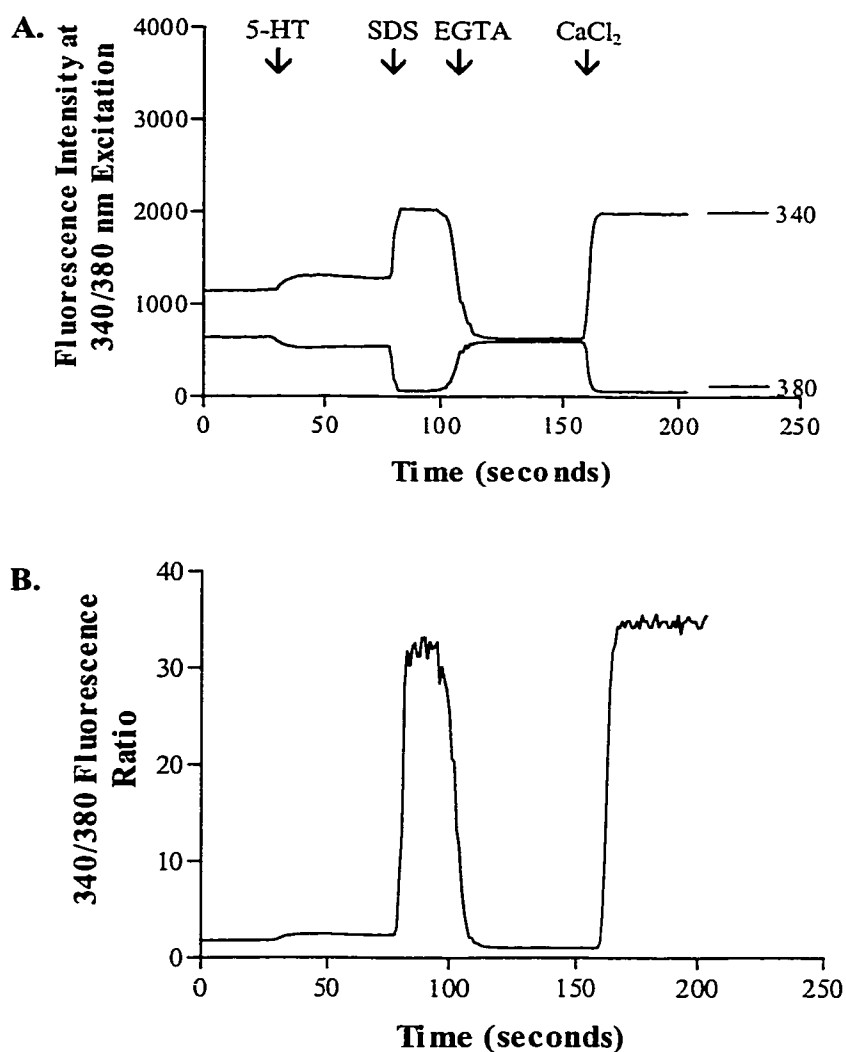 A.
5-HT SDS EGTA CaCl₂
Fluorescence Intensity at
340/380 nm Excitation
4000
3000
2000
1000
0
340
380
0 50 100 150 200 250
Time (seconds)
B.
340/380 Fluorescence
Ratio
40
30
20
10
0
0 50 100 150 200 250
Time (seconds)